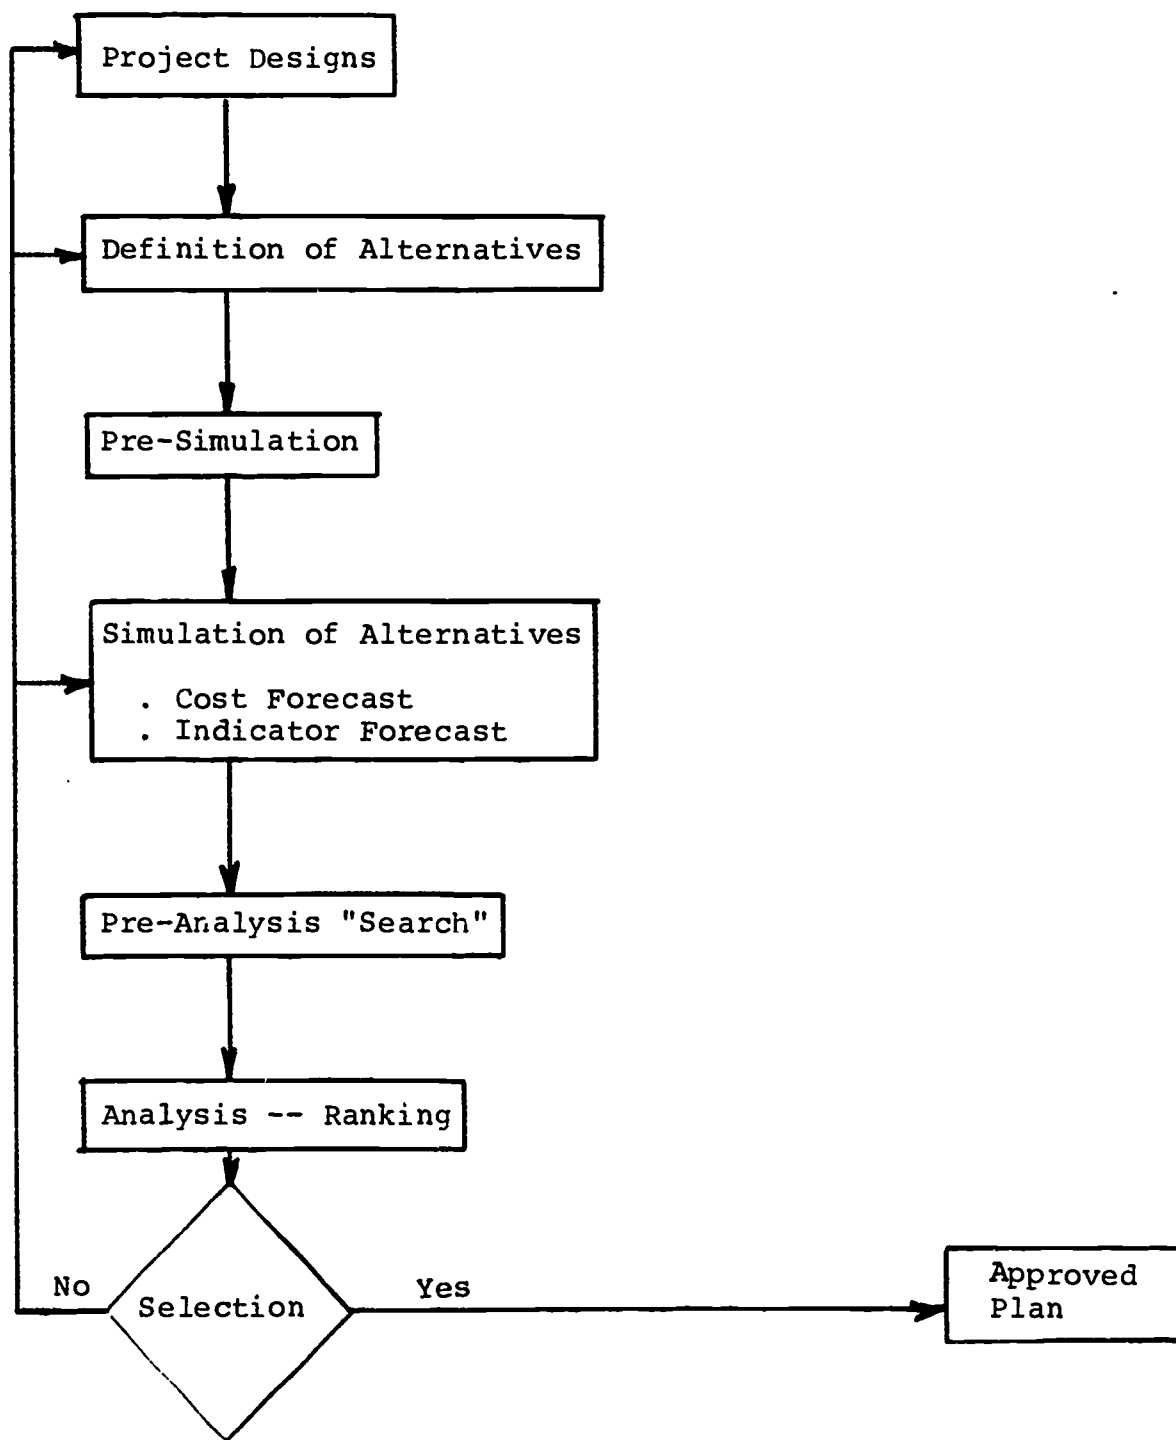 Project Designs
Definition of Alternatives
Pre-Simulation
Simulation of Alternatives
. Cost Forecast
. Indicator Forecast
Pre-Analysis "Search"
Analysis -- Ranking
No
Selection
Yes
Approved
Plan